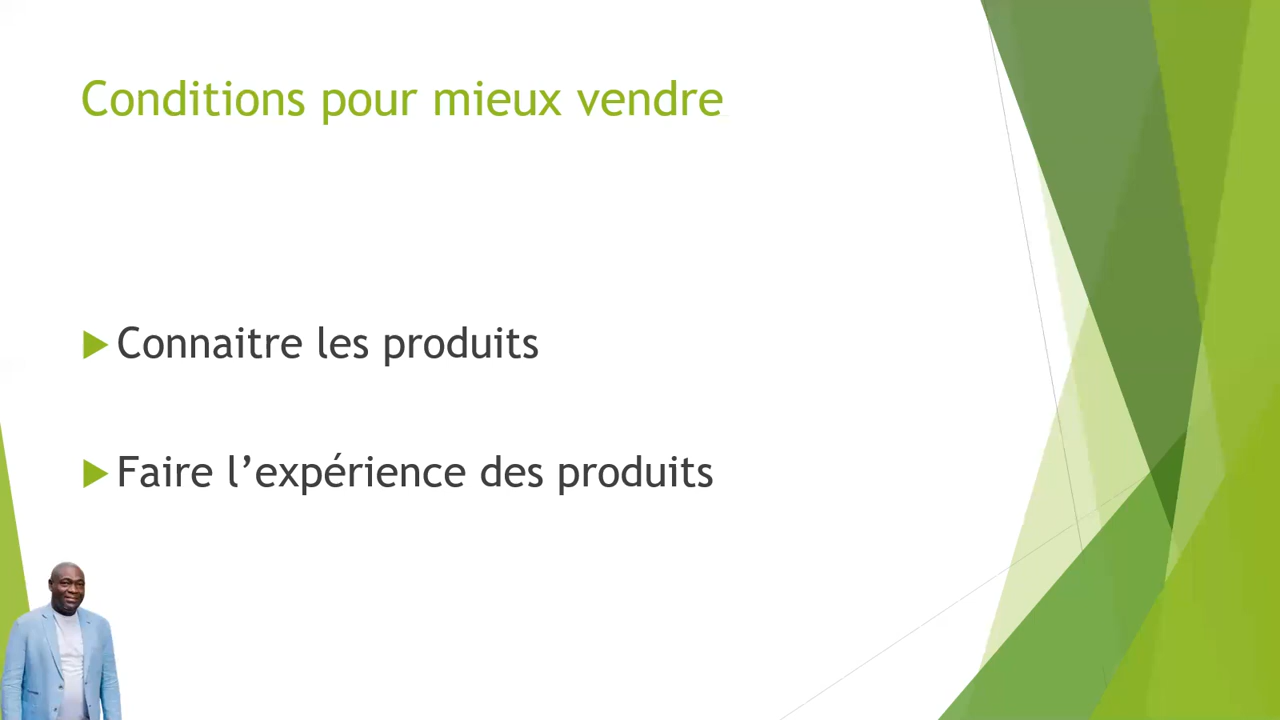 Conditions pour mieux vendre
Connaitre les produits
Faire l’expérience des produits